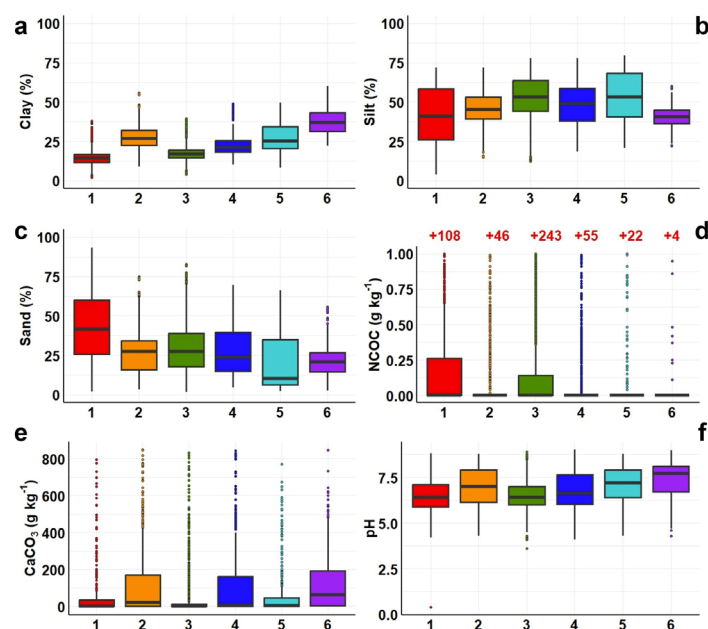 a
Clay (%)
100
75
50
25
0
1 2 3 4 5 6
b
Silt (%)
100
75
50
25
0
1 2 3 4 5 6
c
Sand (%)
100
75
50
25
0
1 2 3 4 5 6
d
+108 +46 +243 +55 +22 +4
NCOC (g kg⁻¹)
1.00
0.75
0.50
0.25
0.00
1 2 3 4 5 6
e
CaCO₃ (g kg⁻¹)
800
600
400
200
0
1 2 3 4 5 6
f
pH
7.5
5.0
2.5
0.0
1 2 3 4 5 6